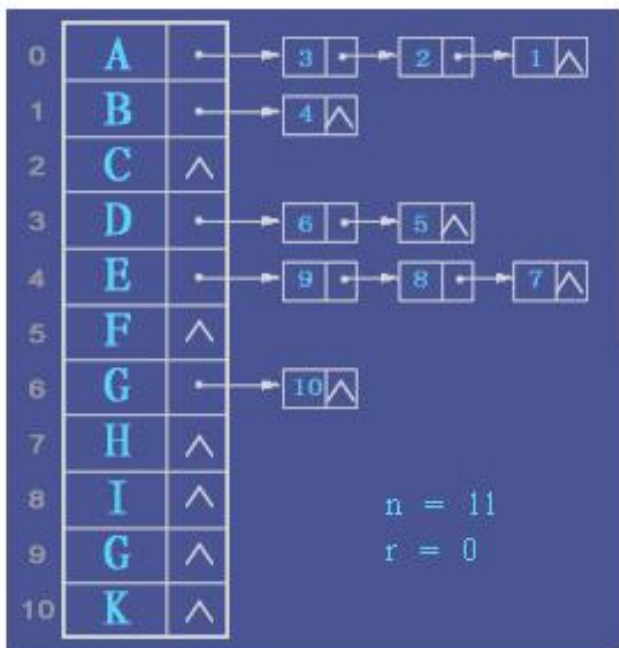 0 A 3 2 1 ^
1 B 4 ^
2 C ^
3 D 6 5 ^
4 E 9 8 7 ^
5 F ^
6 G 10 ^
7 H ^
8 I ^
n = 11
9 G ^
r = 0
10 K ^